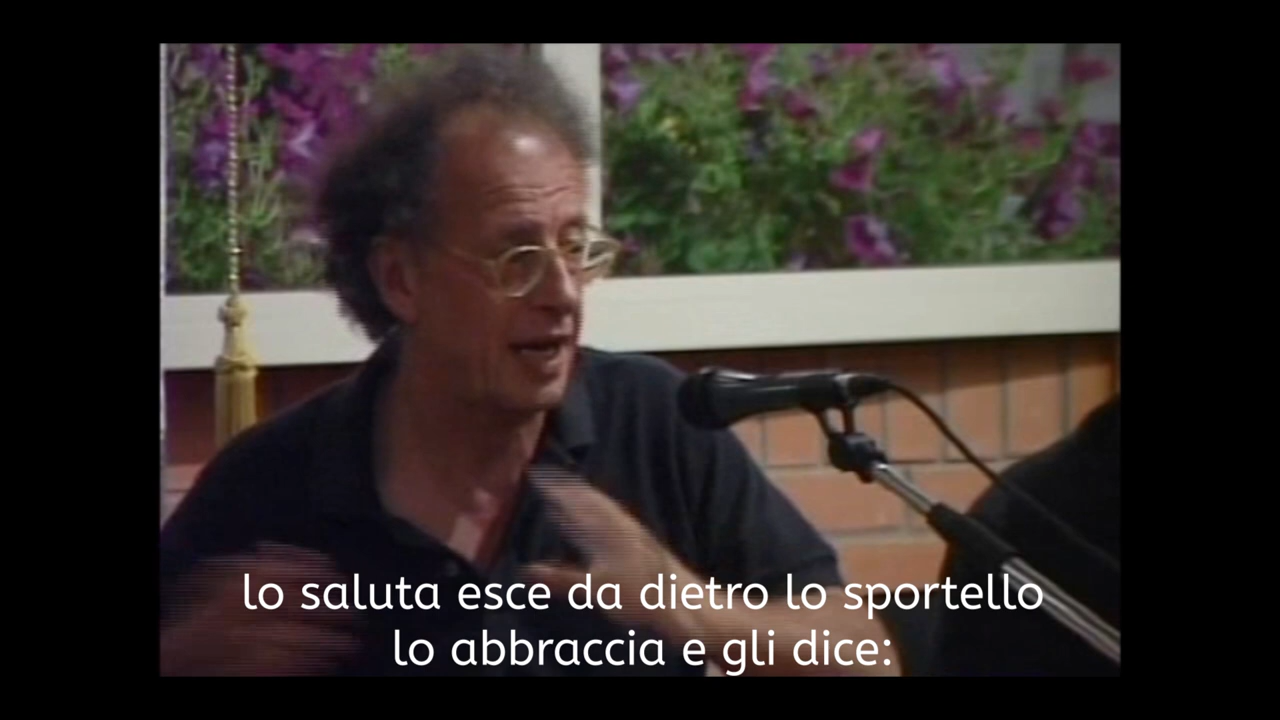 lo saluta esce da dietro lo sportello
lo abbraccia e gli dice: